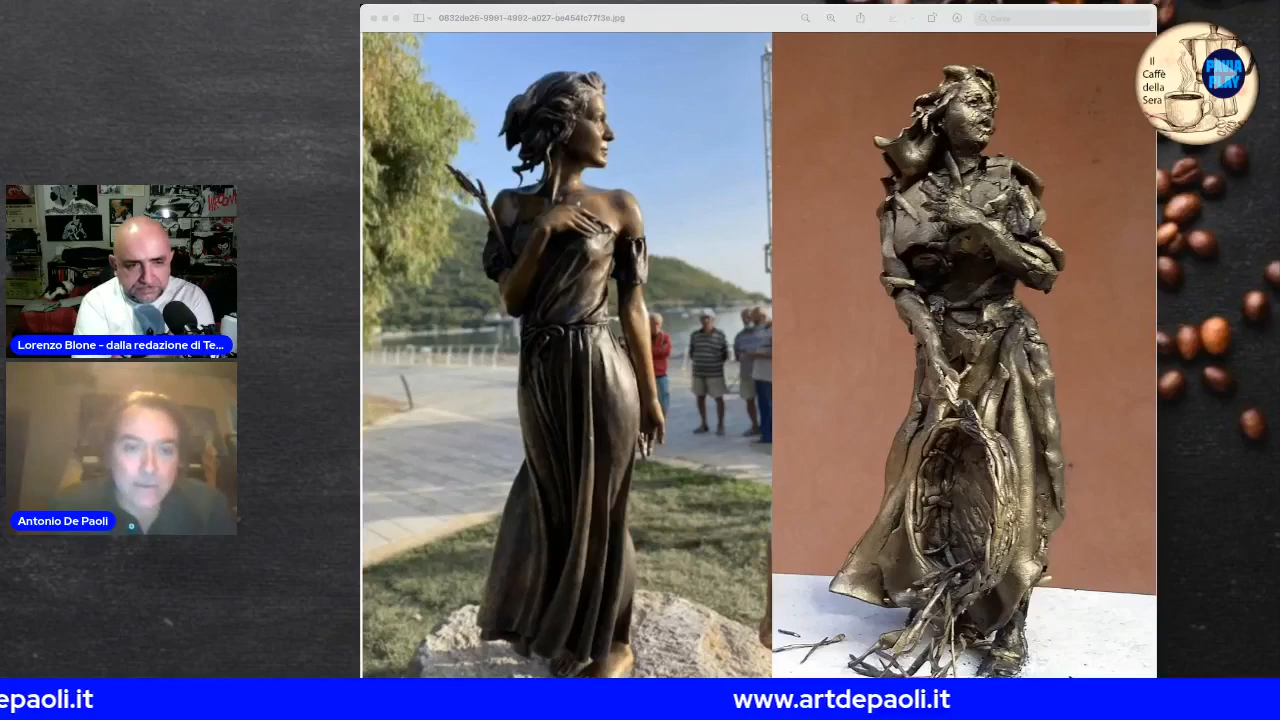 0832de26-9991-4992-a027-be454fc77f3e.jpg
Cerca
Il
Caffè
della
Sera
PAVIA
PLAY
Lorenzo Blone - dalla redazione di Te...
Antonio De Paoli
epaoli.it
www.artdepaoli.it